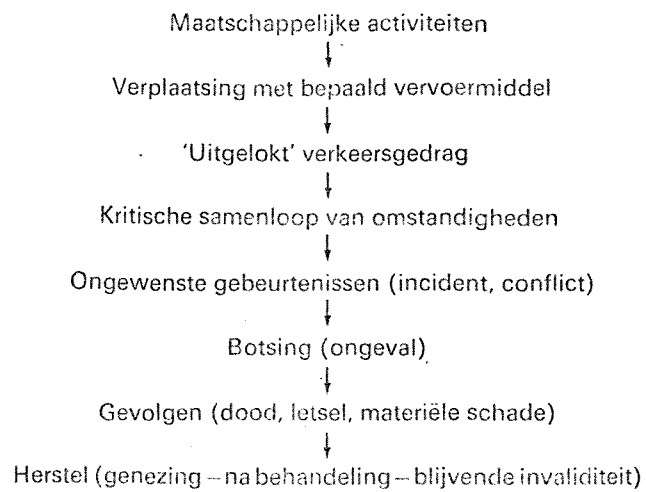 Maatschappelijke activiteiten
Verplaatsing met bepaald vervoermiddel
'Uitgelokt' verkeersgedrag
Kritische samenloop van omstandigheden
Ongewenste gebeurtenissen (incident, conflict)
Botsing (ongeval)
Gevolgen (dood, letsel, materiële schade)
Herstel (genezing – na behandeling – blijvende invaliditeit)